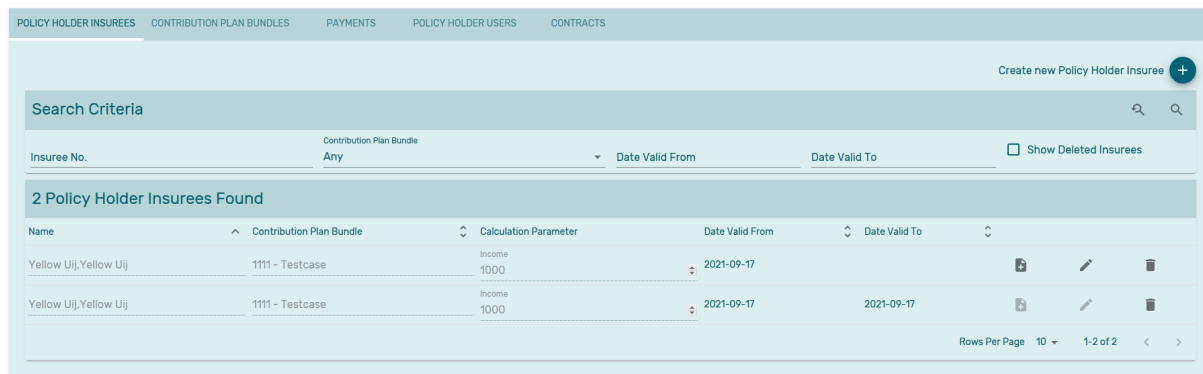 POLICY HOLDER INSUREES CONTRIBUTION PLAN BUNDLES PAYMENTS POLICY HOLDER USERS CONTRACTS
Create new Policy Holder Insuree
Search Criteria
Contribution Plan Bundle
Insuree No. Any Date Valid From Date Valid To Show Deleted Insurees
2 Policy Holder Insurees Found
Name Contribution Plan Bundle Calculation Parameter Date Valid From Date Valid To
Income
Yellow Uij,Yellow Uij 1111 - Testcase 1000 2021-09-17
Income
Yellow Uij,Yellow Uij 1111 - Testcase 1000 2021-09-17 2021-09-17
Rows Per Page 10 1-2 of 2